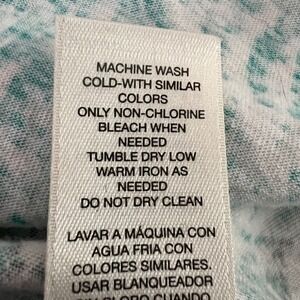 MACHINE WASH
COLD-WITH SIMILAR
COLORS
ONLY NON-CHLORINE
BLEACH WHEN
NEEDED
TUMBLE DRY LOW
WARM IRON AS
NEEDED
DO NOT DRY CLEAN
LAVAR A MÁQUINA CON
AGUA FRIA CON
COLORES SIMILARES.
USAR BLANQUEADOR
CUANDO